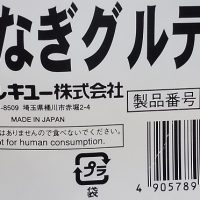 なぎグルテ
レキュー株式会社
-8509 埼玉県桶川市赤堀2-4
MADE IN JAPAN
製品番号
はありませんので食べないでください。
ot for human consumption.
プラ
袋
4 905789